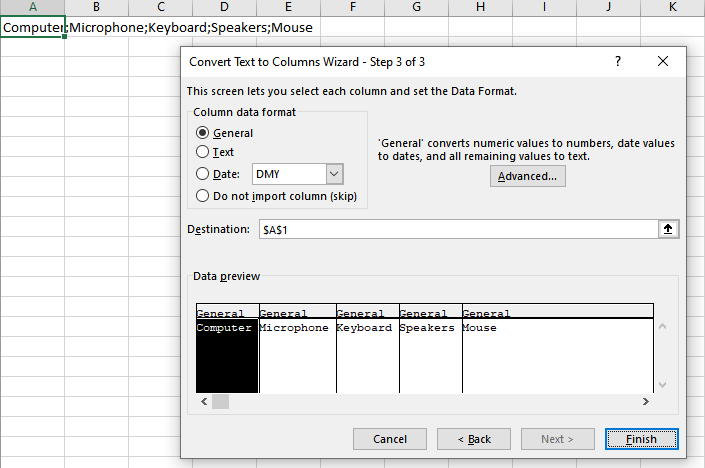 A B C D E F G H I J K
Computer;Microphone;Keyboard;Speakers;Mouse
Convert Text to Columns Wizard - Step 3 of 3 ?
This screen lets you select each column and set the Data Format.
Column data format
General
Text
Date: DMY
Do not import column (skip)
'General' converts numeric values to numbers, date values
to dates, and all remaining values to text.
Advanced...
Destination: $A$1
Data preview
General General General General General
Computer Microphone Keyboard Speakers Mouse
Cancel < Back Next > Finish